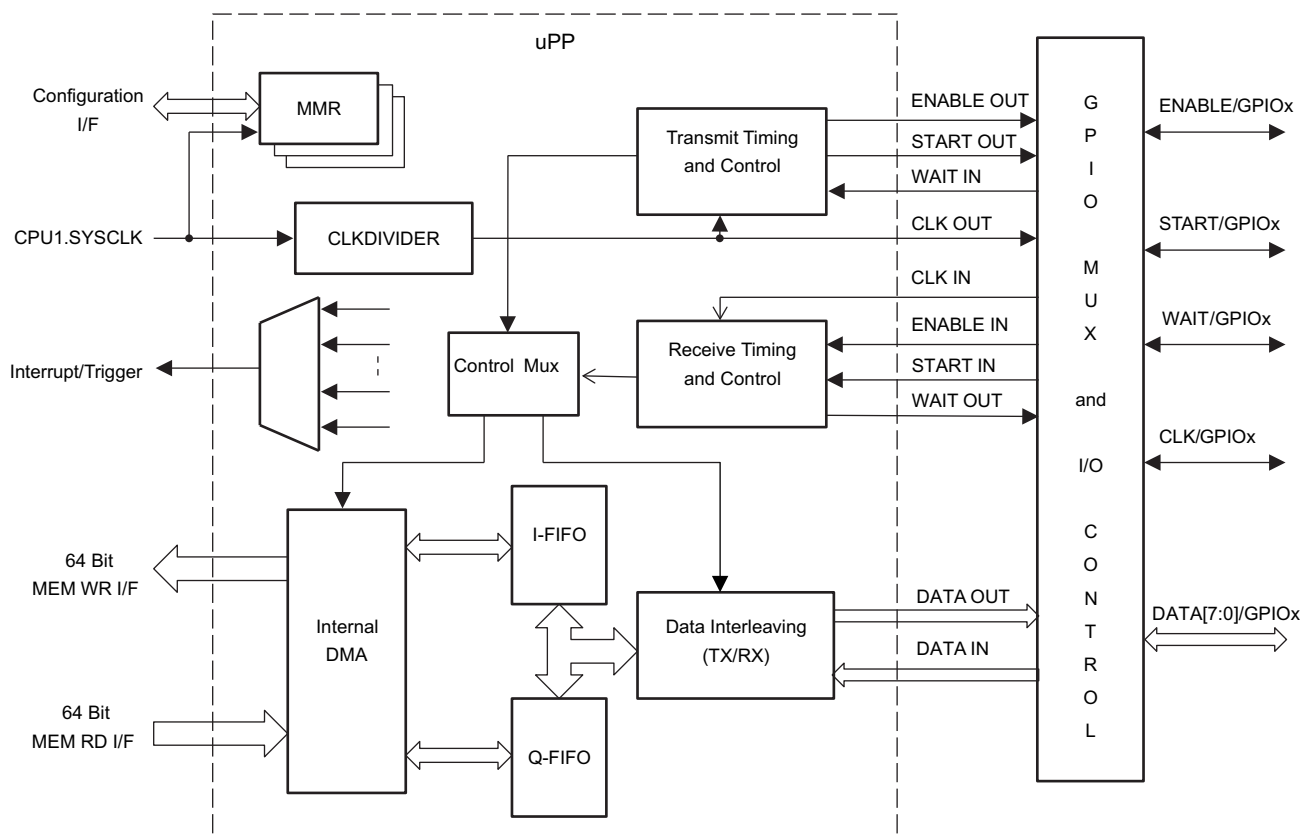 uPP
Configuration
I/F
MMR
CPU1.SYSCLK
CLKDIVIDER
Transmit Timing
and Control
ENABLE OUT
START OUT
WAIT IN
CLK OUT
CLK IN
ENABLE IN
START IN
WAIT OUT
Interrupt/Trigger
Control Mux
Receive Timing
and Control
64 Bit
MEM WR I/F
64 Bit
MEM RD I/F
Internal
DMA
I-FIFO
Q-FIFO
Data Interleaving
(TX/RX)
DATA OUT
DATA IN
G
P
I
O
M
U
X
and
I/O
C
O
N
T
R
O
L
ENABLE/GPIOx
START/GPIOx
WAIT/GPIOx
CLK/GPIOx
DATA[7:0]/GPIOx